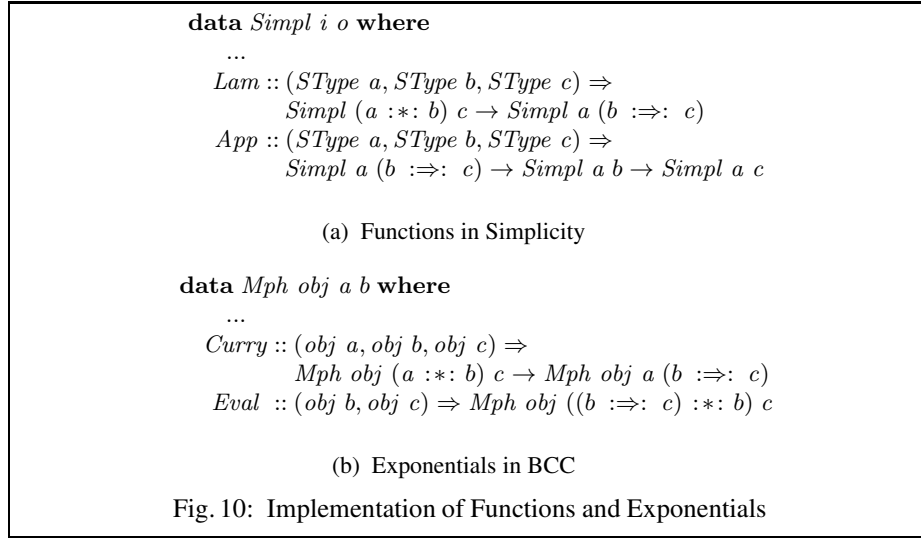 data Simpl i o where
...
Lam :: (SType a, SType b, SType c) ⇒
Simpl (a :*: b) c → Simpl a (b :⇒: c)
App :: (SType a, SType b, SType c) ⇒
Simpl a (b :⇒: c) → Simpl a b → Simpl a c
(a) Functions in Simplicity
data Mph obj a b where
...
Curry :: (obj a, obj b, obj c) ⇒
Mph obj (a :*: b) c → Mph obj a (b :⇒: c)
Eval :: (obj b, obj c) ⇒ Mph obj ((b :⇒: c) :*: b) c
(b) Exponentials in BCC
Fig. 10: Implementation of Functions and Exponentials